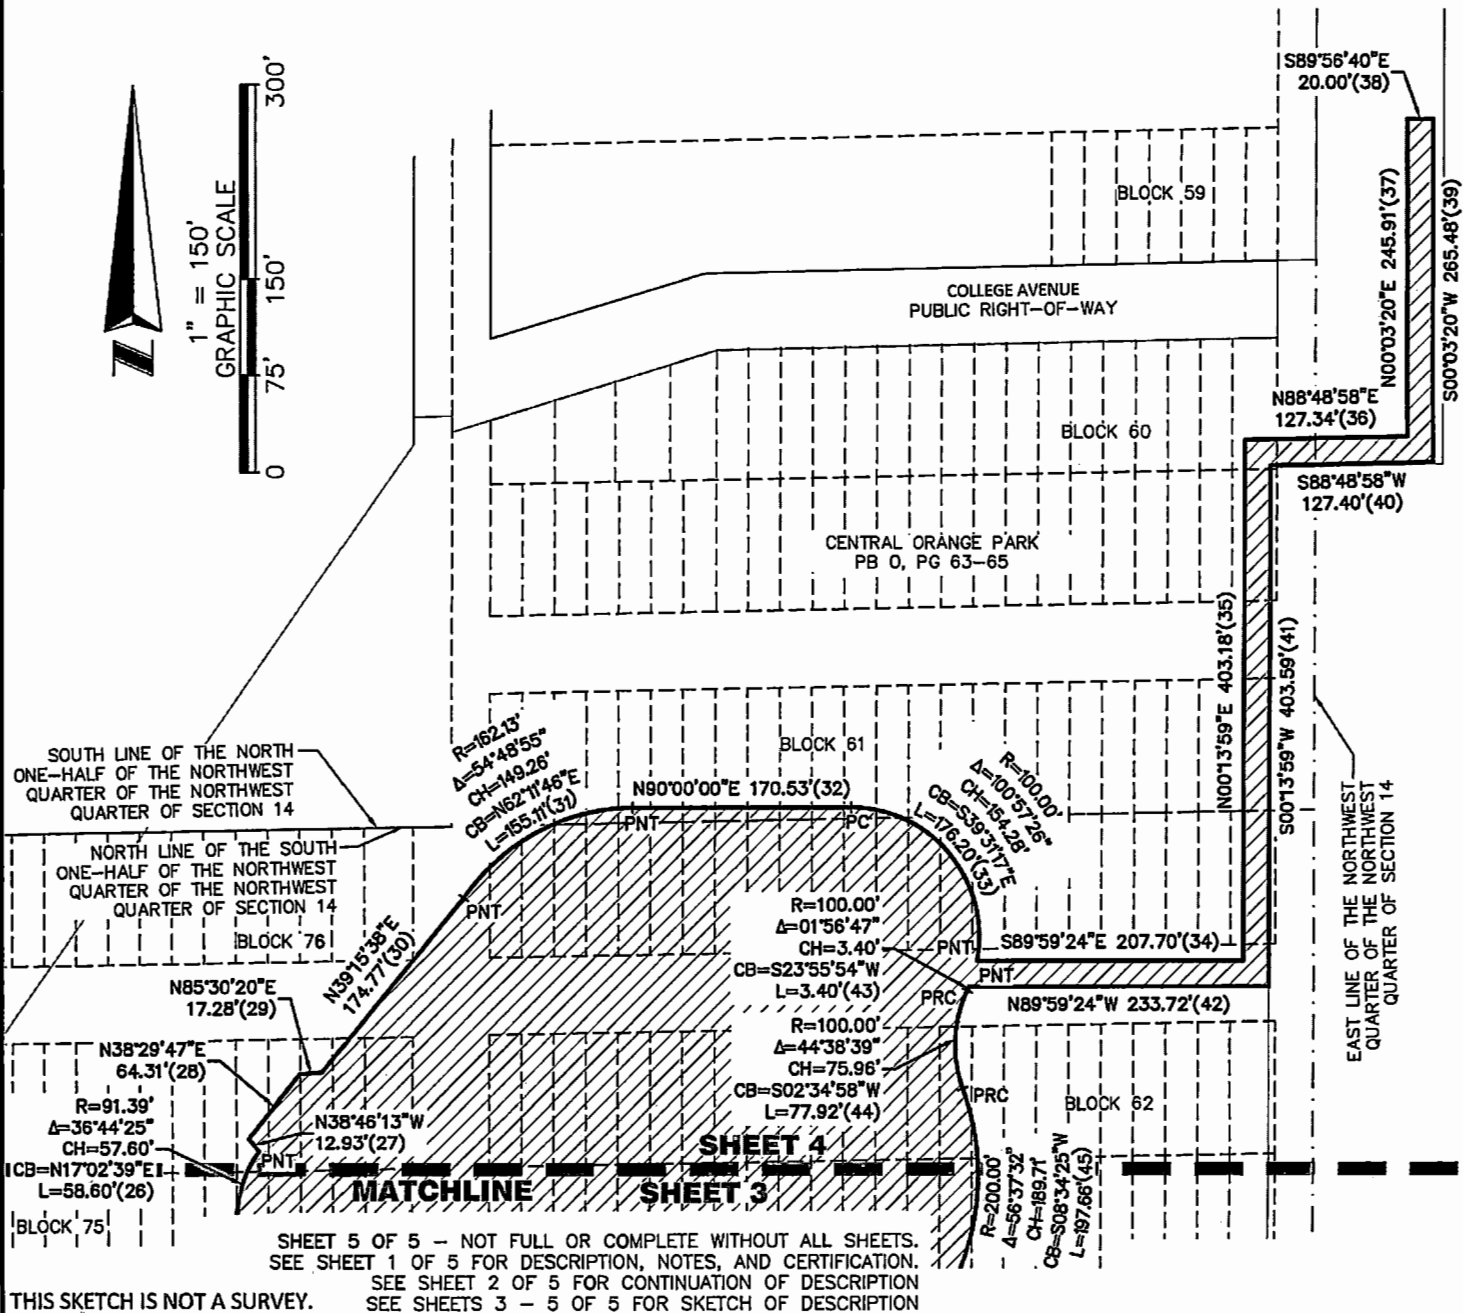 S89°56'40"E
20.00'(38)
300'
150'
75'
0
1" = 150'
GRAPHIC SCALE
N
BLOCK 59
N00°03'20"E 245.91'(37)
S00°03'20"W 265.48'(39)
COLLEGE AVENUE
PUBLIC RIGHT-OF-WAY
N88°48'58"E
127.34'(36)
BLOCK 60
S88°48'58"W
127.40'(40)
CENTRAL ORANGE PARK
PB O, PG 63-65
N00°13'59"E 403.18'(35)
S00°13'59"W 403.59'(41)
EAST LINE OF THE NORTHWEST
QUARTER OF THE NORTHWEST
QUARTER OF SECTION 14
SOUTH LINE OF THE NORTH
ONE-HALF OF THE NORTHWEST
QUARTER OF THE NORTHWEST
QUARTER OF SECTION 14
R=162.13'
Δ=54°48'55"
CH=149.26'
CB=N62°11'46"E
L=155.11'(31)
BLOCK 61
N90°00'00"E 170.53'(32)
PNT
PC
R=100.00'
Δ=100°57'26"
CH=154.28'
CB=S39°31'17"E
L=176.20'(33)
NORTH LINE OF THE SOUTH
ONE-HALF OF THE NORTHWEST
QUARTER OF THE NORTHWEST
QUARTER OF SECTION 14
BLOCK 76
PNT
N39°15'38"E
174.77'(30)
R=100.00'
Δ=01°56'47"
CH=3.40'
CB=S23°55'54"W
L=3.40'(43)
PNT
S89°59'24"E 207.70'(34)
PNT
PRC
N89°59'24"W 233.72'(42)
N85°30'20"E
17.28'(29)
R=100.00'
Δ=44°38'39"
CH=75.96'
CB=S02°34'58"W
L=77.92'(44)
N38°29'47"E
64.31'(28)
PRC
BLOCK 62
R=91.39'
Δ=36°44'25"
CH=57.60'
CB=N17°02'39"E
L=58.60'(26)
N38°46'13"W
12.93'(27)
PNT
SHEET 4
MATCHLINE
SHEET 3
R=200.00'
Δ=56°37'32"
CH=189.71'
CB=S08°34'25"W
L=197.66'(45)
BLOCK 75
SHEET 5 OF 5 - NOT FULL OR COMPLETE WITHOUT ALL SHEETS.
SEE SHEET 1 OF 5 FOR DESCRIPTION, NOTES, AND CERTIFICATION.
SEE SHEET 2 OF 5 FOR CONTINUATION OF DESCRIPTION
THIS SKETCH IS NOT A SURVEY.
SEE SHEETS 3 - 5 OF 5 FOR SKETCH OF DESCRIPTION